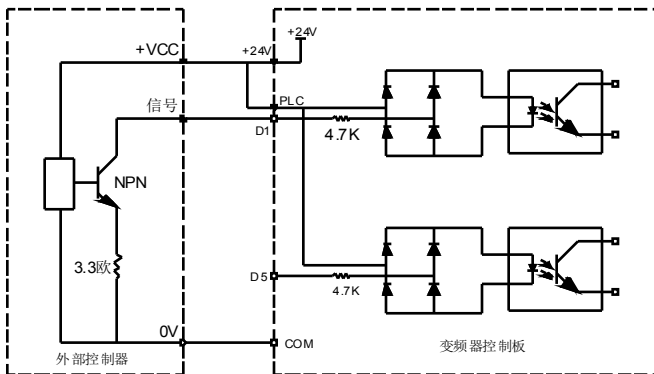 +24V
+VCC
+24V
PLC
信号
D1
4.7K
NPN
3.3欧
D5
4.7K
0V
COM
外部控制器
变频器控制板